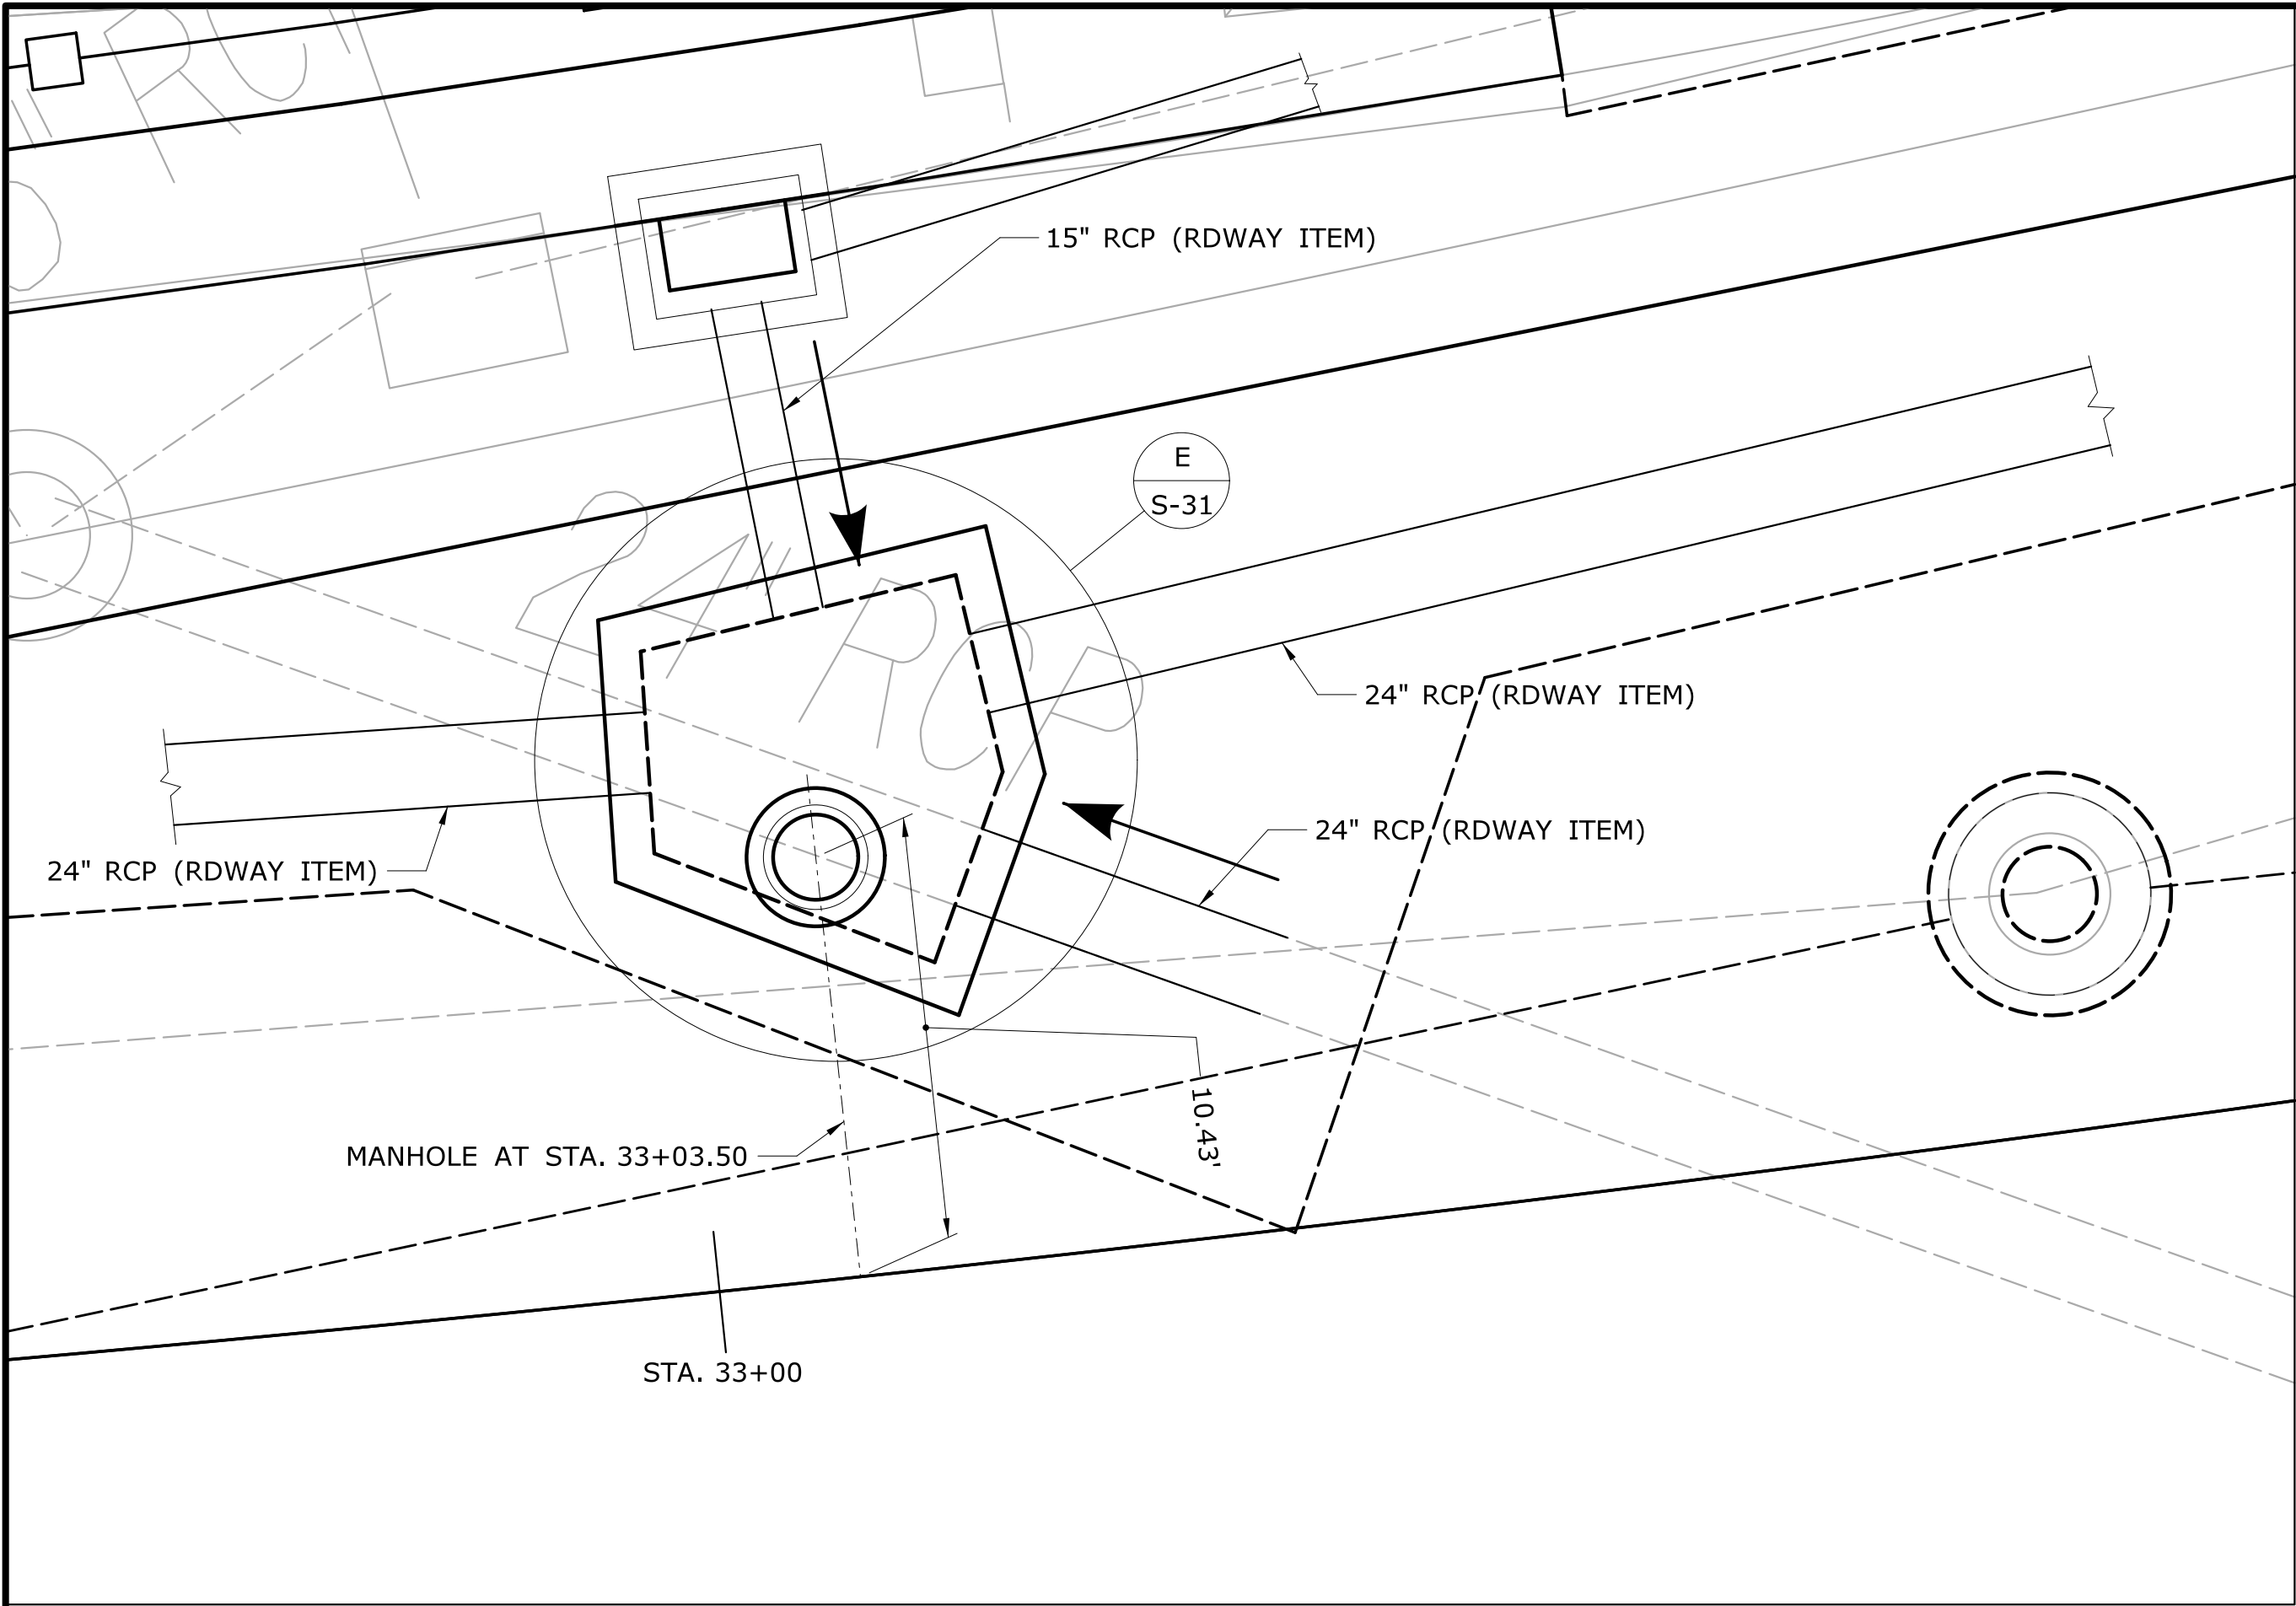 15" RCP (RDWAY ITEM)
E
S-31
24" RCP (RDWAY ITEM)
24" RCP (RDWAY ITEM)
24" RCP (RDWAY ITEM)
10.43'
MANHOLE AT STA. 33+03.50
STA. 33+00